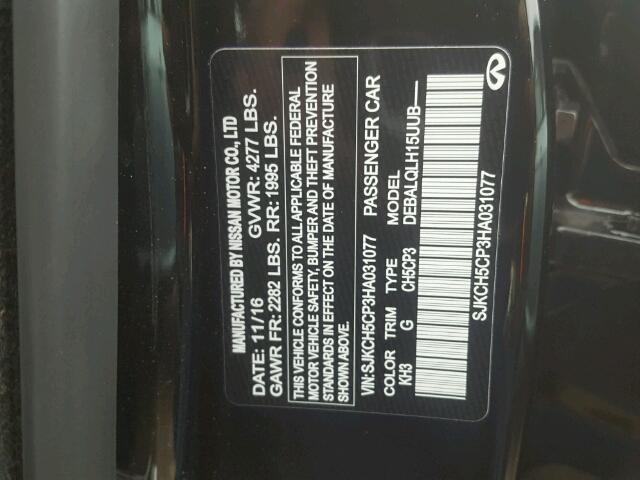 MANUFACTURED BY NISSAN MOTOR CO., LTD
DATE: 11/16 GVWR: 4277 LBS.
GAWR FR: 2282 LBS. RR: 1995 LBS.
THIS VEHICLE CONFORMS TO ALL APPLICABLE FEDERAL
MOTOR VEHICLE SAFETY, BUMPER AND THEFT PREVENTION
STANDARDS IN EFFECT ON THE DATE OF MANUFACTURE
SHOWN ABOVE.
VIN:SJKCH5CP3HA031077 PASSENGER CAR
COLOR TRIM TYPE MODEL
KH3 G CH5CP3 DEBALQLH15UUB
SJKCH5CP3HA031077